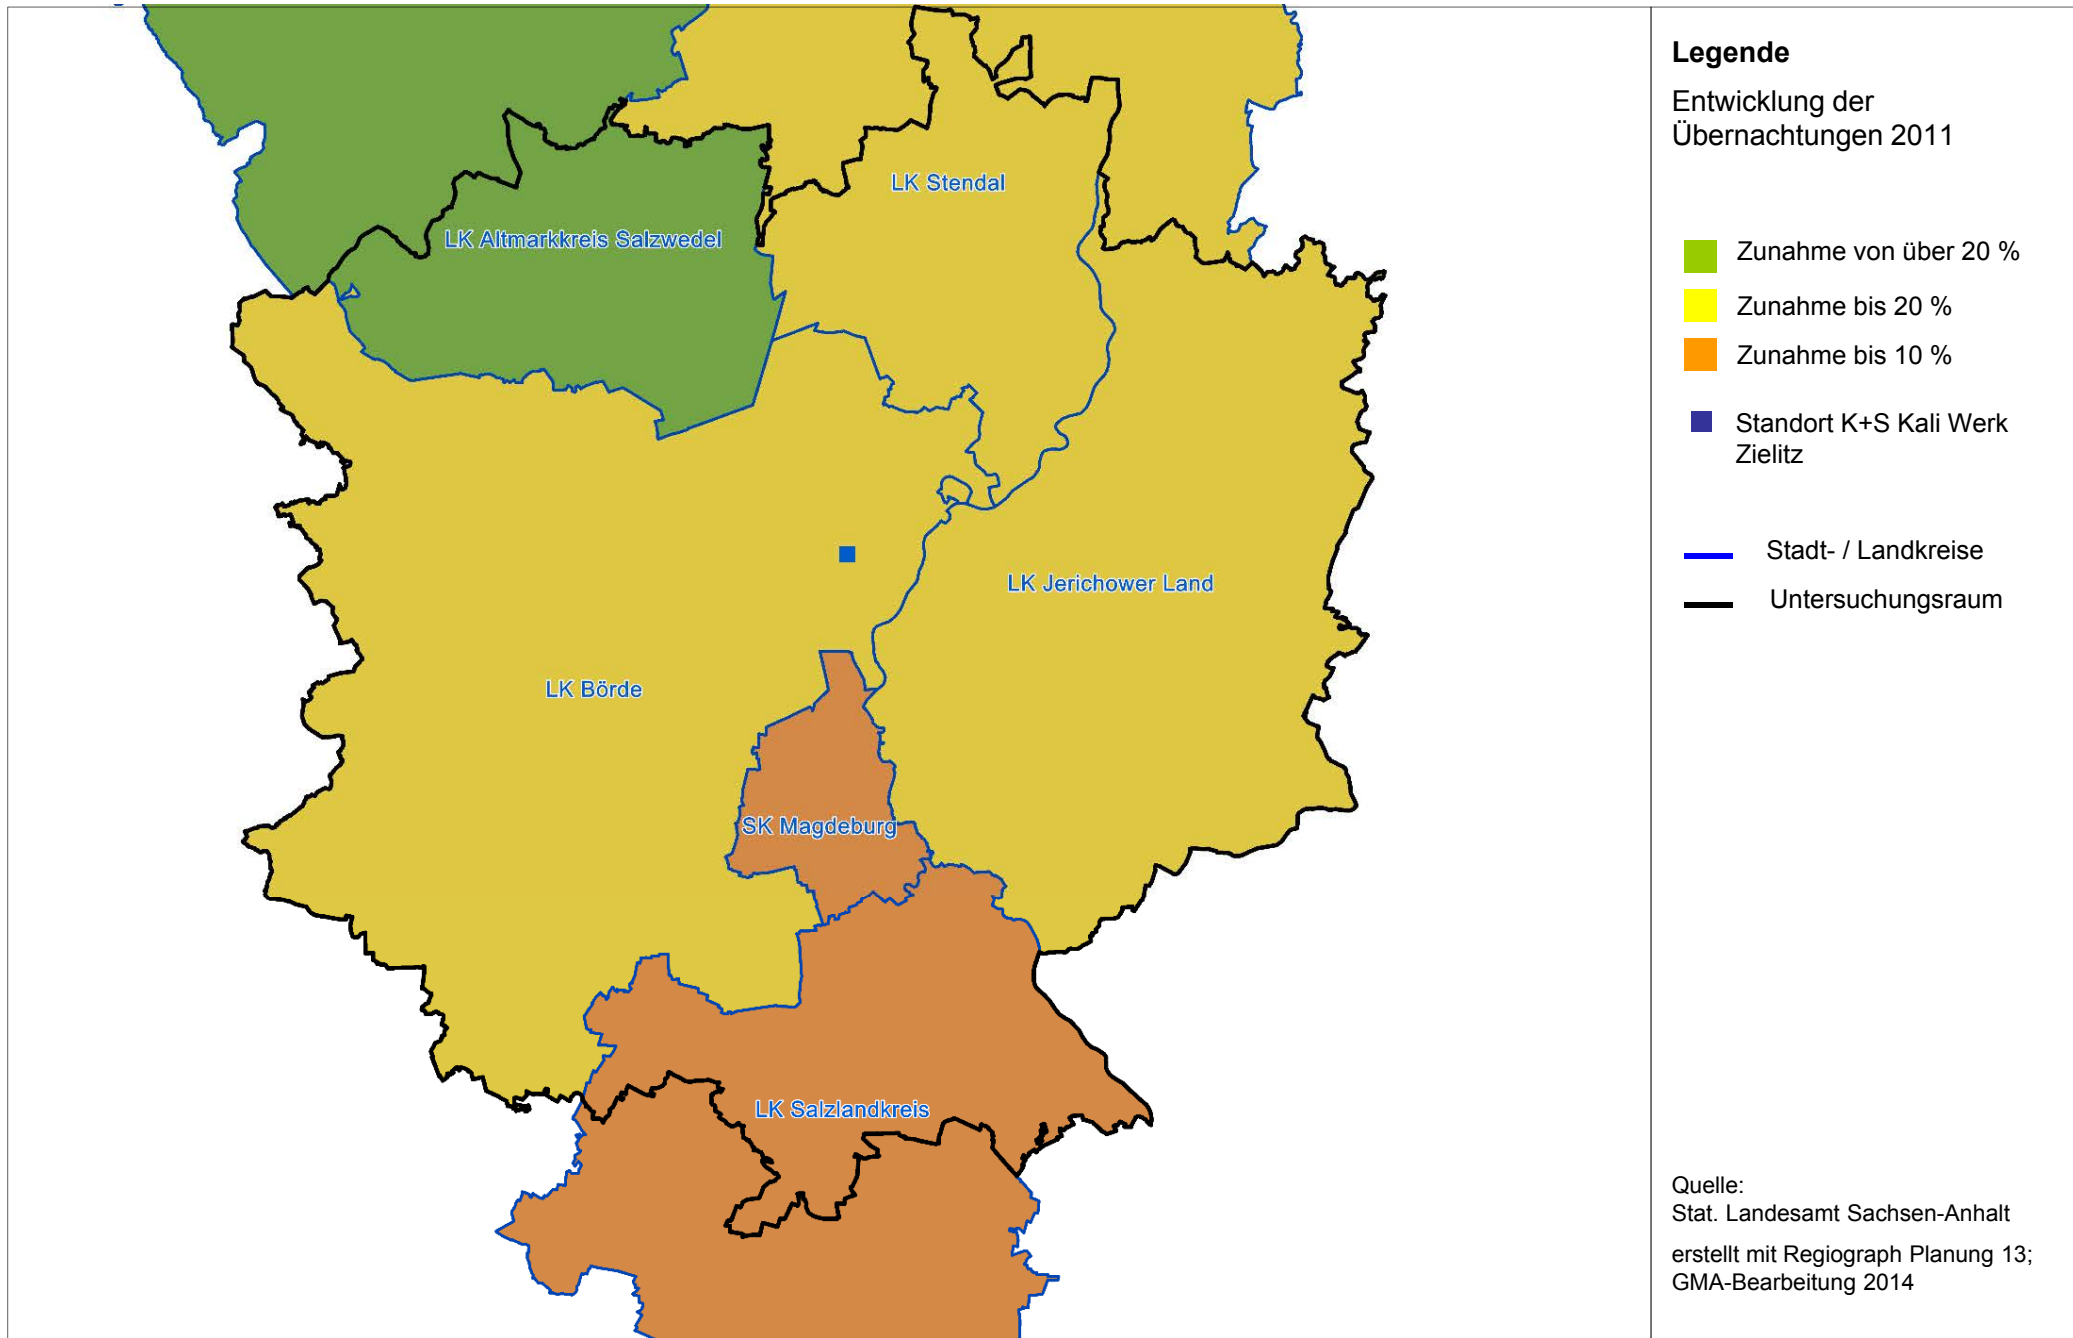 LK Stendal
LK Altmarkkreis Salzwedel
LK Jerichower Land
LK Börde
SK Magdeburg
LK Salzlandkreis
Legende
Entwicklung der
Übernachtungen 2011
Zunahme von über 20 %
Zunahme bis 20 %
Zunahme bis 10 %
Standort K+S Kali Werk
Zielitz
Stadt- / Landkreise
Untersuchungsraum
Quelle:
Stat. Landesamt Sachsen-Anhalt
erstellt mit Regiograph Planung 13;
GMA-Bearbeitung 2014